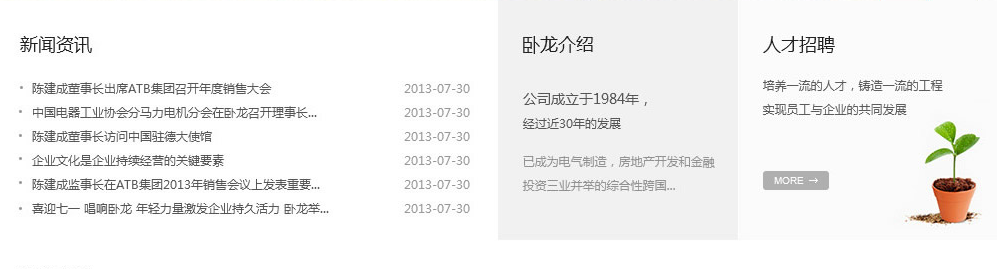 新闻资讯
陈建成董事长出席ATB集团召开年度销售大会 2013-07-30
中国电器工业协会分马力电机分会在卧龙召开理事长... 2013-07-30
陈建成董事长访问中国驻德大使馆 2013-07-30
企业文化是企业持续经营的关键要素 2013-07-30
陈建成监事长在ATB集团2013年销售会议上发表重要... 2013-07-30
喜迎七一 唱响卧龙 年轻力量激发企业持久活力 卧龙举... 2013-07-30
卧龙介绍
公司成立于1984年，
经过近30年的发展
已成为电气制造，房地产开发和金融
投资三业并举的综合性跨国...
人才招聘
培养一流的人才，铸造一流的工程
实现员工与企业的共同发展
MORE →